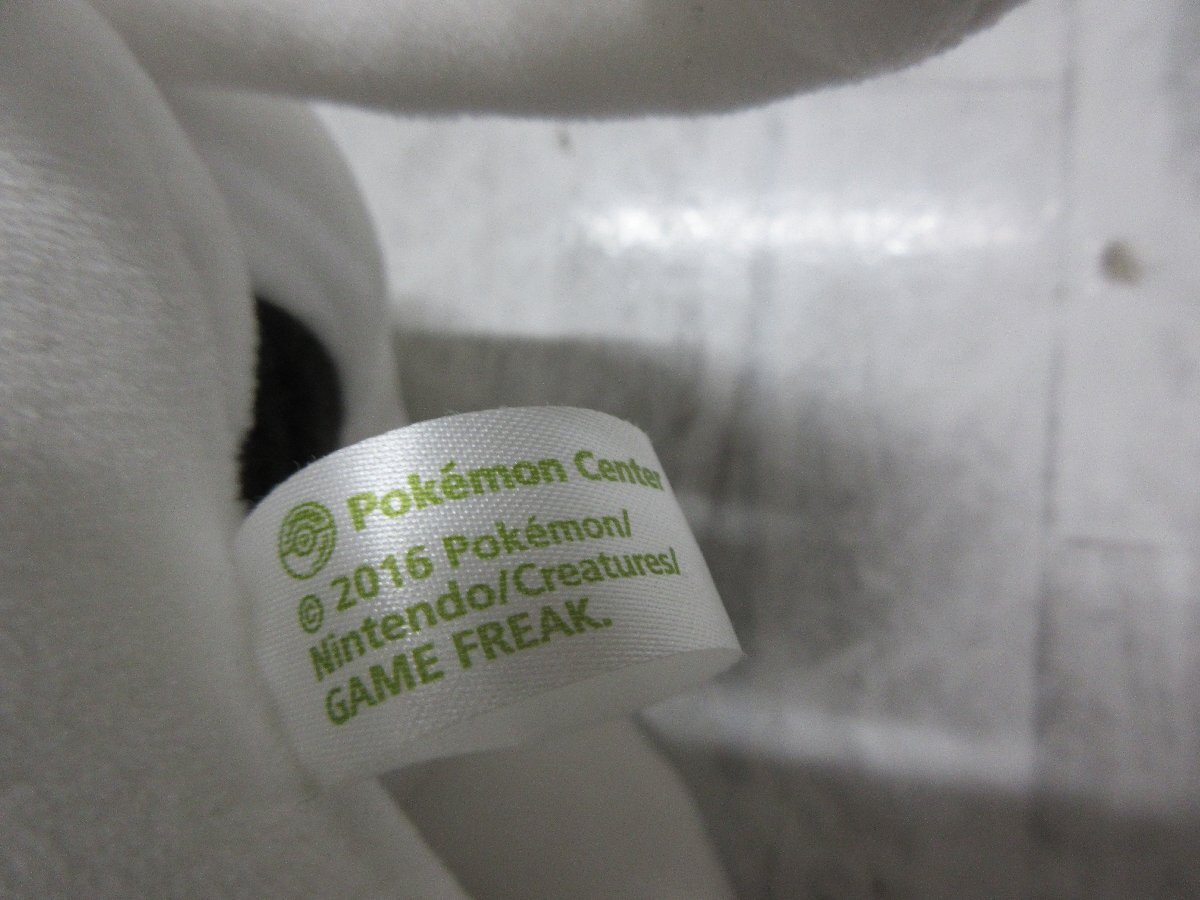 Pokémon Center
© 2016 Pokémon/
Nintendo/Creatures/
GAME FREAK.